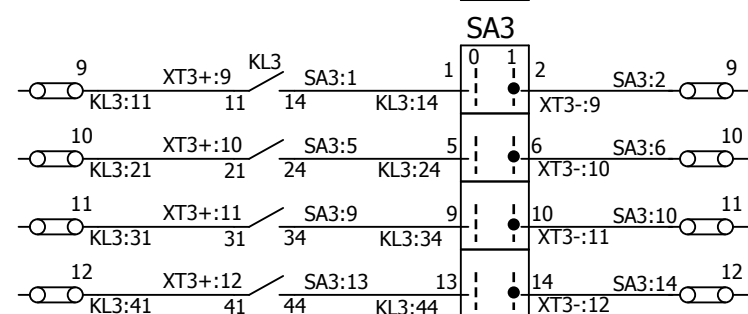 SA3
0 1
9 XT3+:9 KL3 SA3:1 1 2 SA3:2 9
KL3:11 11 14 KL3:14 XT3-:9
10 XT3+:10 SA3:5 5 6 SA3:6 10
KL3:21 21 24 KL3:24 XT3-:10
11 XT3+:11 SA3:9 9 10 SA3:10 11
KL3:31 31 34 KL3:34 XT3-:11
12 XT3+:12 SA3:13 13 14 SA3:14 12
KL3:41 41 44 KL3:44 XT3-:12